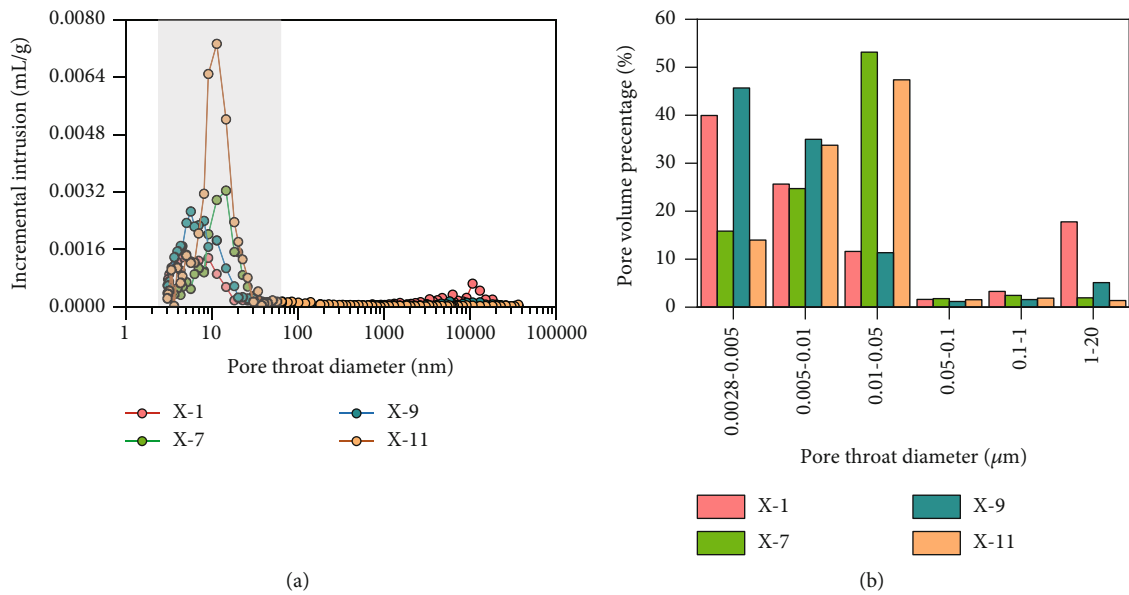 0.0080
0.0064
0.0048
0.0032
0.0016
0.0000
Incremental intrusion (mL/g)
1
10
100
1000
10000
100000
Pore throat diameter (nm)
X-1
X-9
X-7
X-11
(a)
60
50
40
30
20
10
0
Pore volume precentage (%)
0.0028-0.005
0.005-0.01
0.01-0.05
0.05-0.1
0.1-1
1-20
Pore throat diameter (μm)
X-1
X-9
X-7
X-11
(b)